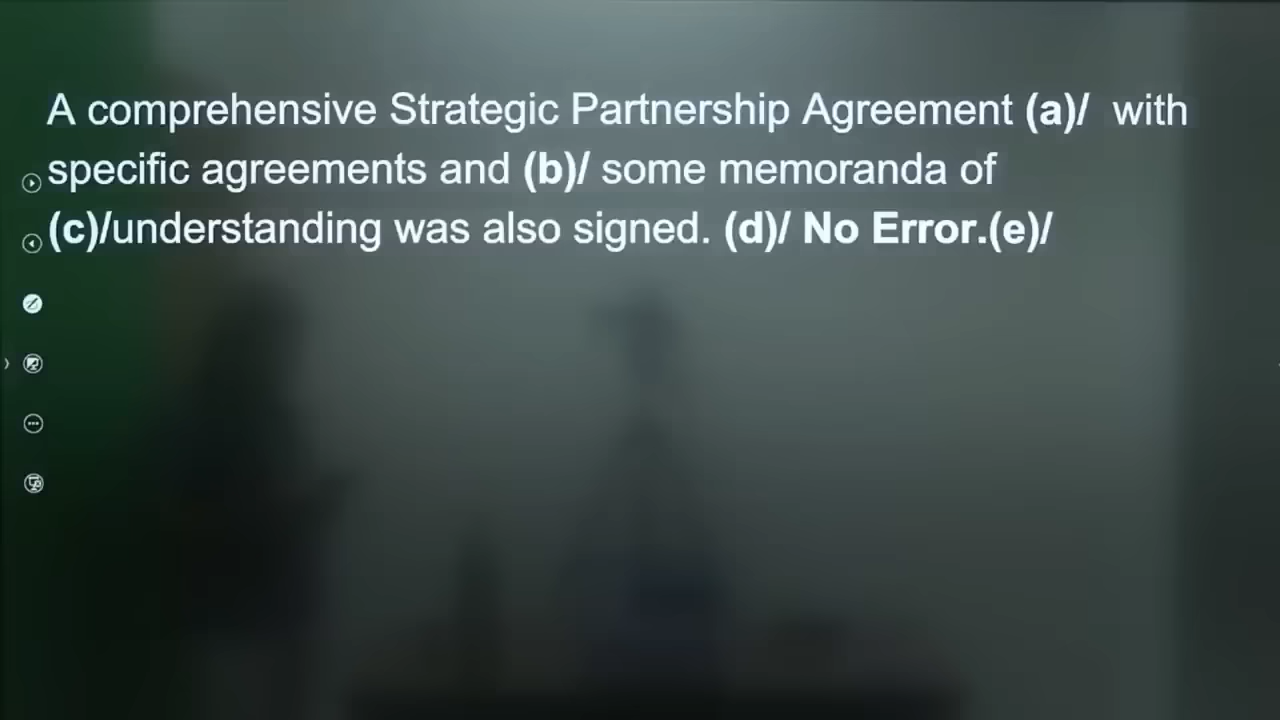 A comprehensive Strategic Partnership Agreement (a)/ with
specific agreements and (b)/ some memoranda of
(c)/understanding was also signed. (d)/ No Error.(e)/